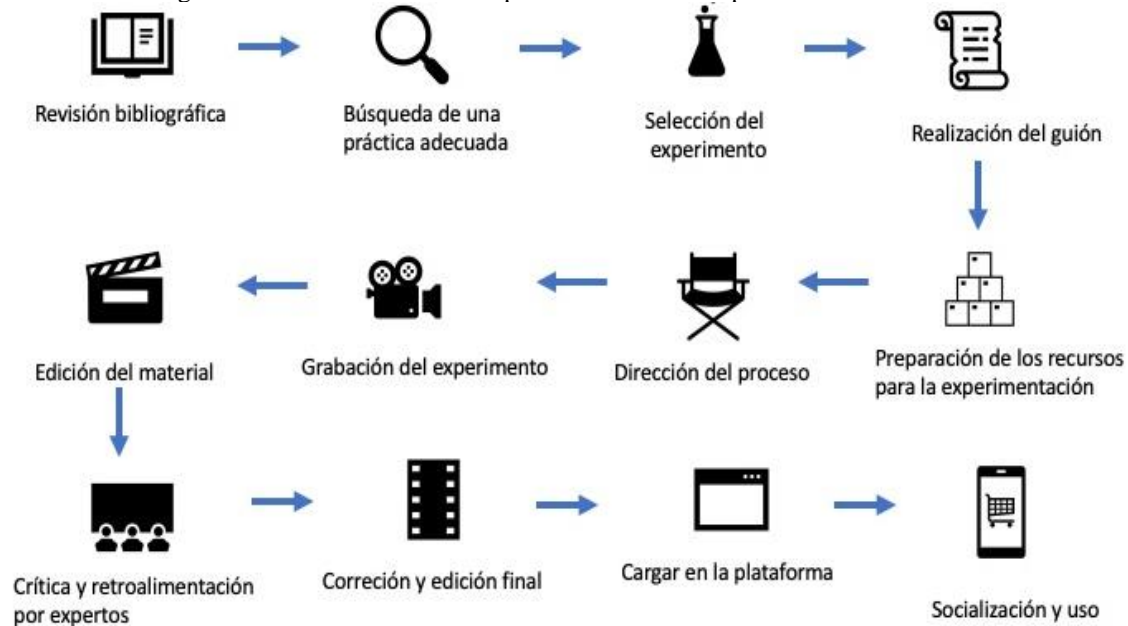 Revisión bibliográfica
Búsqueda de una
práctica adecuada
Selección del
experimento
Realización del guión
Preparación de los recursos
para la experimentación
Dirección del proceso
Grabación del experimento
Edición del material
Crítica y retroalimentación
por expertos
Correción y edición final
Cargar en la plataforma
Socialización y uso